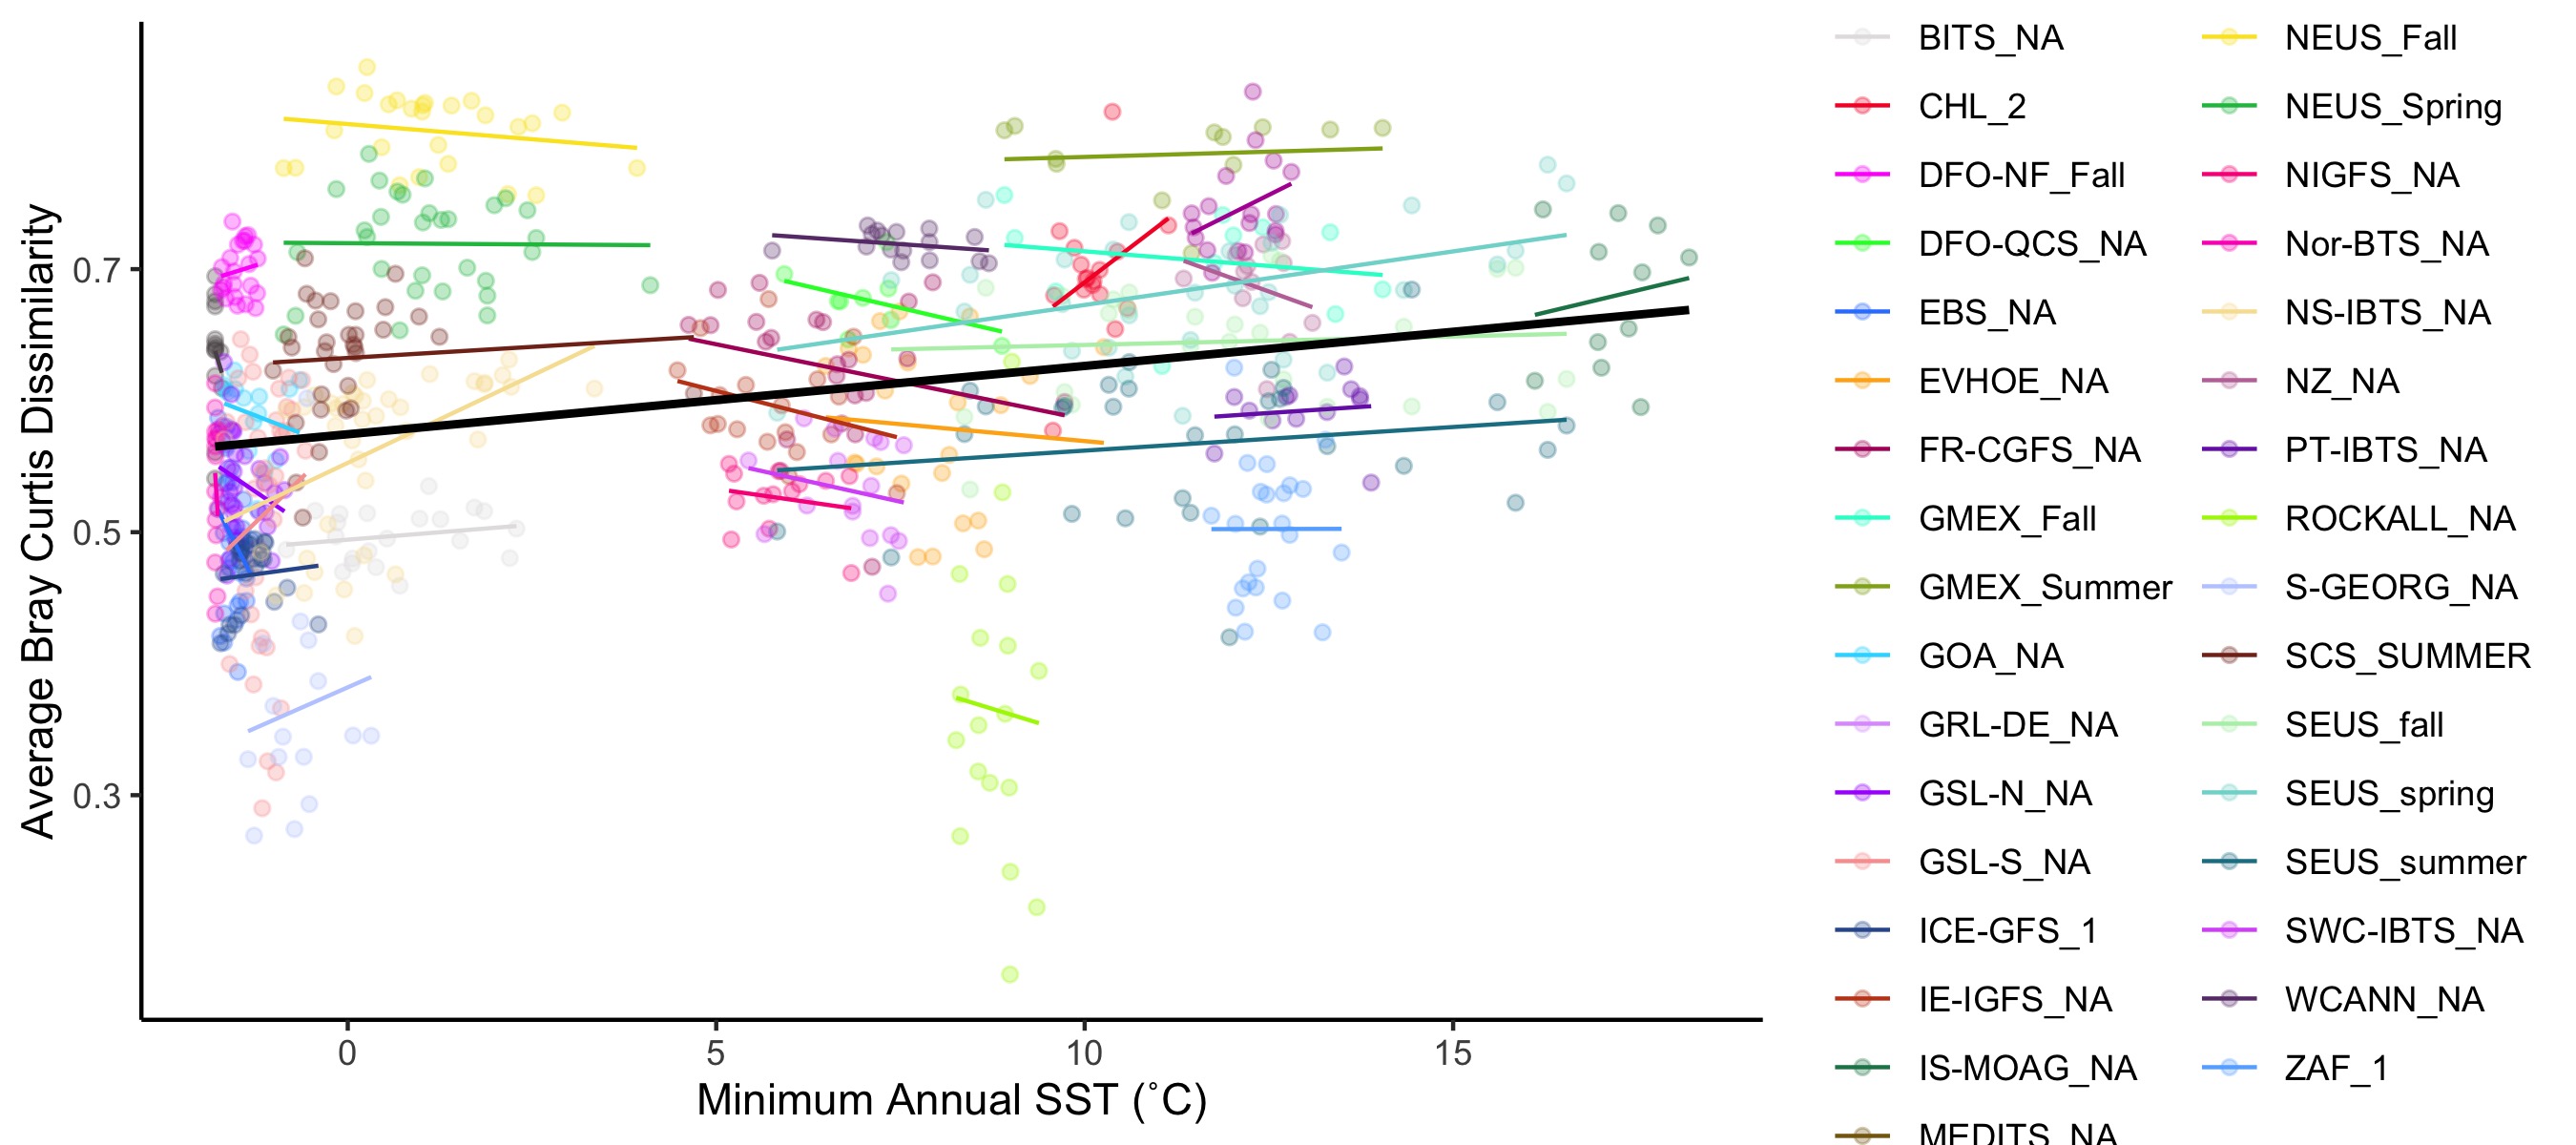 Average Bray Curtis Dissimilarity
0.7
0.5
0.3
0
5
10
15
Minimum Annual SST (˚C)
BITS_NA
CHL_2
DFO-NF_Fall
DFO-QCS_NA
EBS_NA
EVHOE_NA
FR-CGFS_NA
GMEX_Fall
GMEX_Summer
GOA_NA
GRL-DE_NA
GSL-N_NA
GSL-S_NA
ICE-GFS_1
IE-IGFS_NA
IS-MOAG_NA
MEDITS_NA
NEUS_Fall
NEUS_Spring
NIGFS_NA
Nor-BTS_NA
NS-IBTS_NA
NZ_NA
PT-IBTS_NA
ROCKALL_NA
S-GEORG_NA
SCS_SUMMER
SEUS_fall
SEUS_spring
SEUS_summer
SWC-IBTS_NA
WCANN_NA
ZAF_1